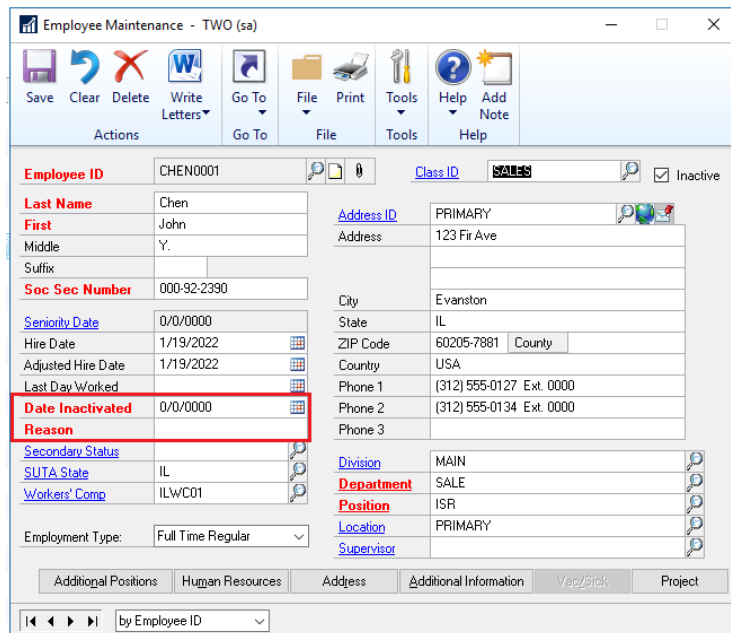 Employee Maintenance - TWO (sa)
Save Clear Delete Write Letters Go To File Print Tools Help Add Note
Actions Go To File Tools Help
Employee ID CHEN0001 Class ID SALES Inactive
Last Name Chen
First John
Middle Y.
Suffix
Soc Sec Number 000-92-2390
Seniority Date 0/0/0000
Hire Date 1/19/2022
Adjusted Hire Date 1/19/2022
Last Day Worked
Date Inactivated 0/0/0000
Reason
Secondary Status
SUTA State IL
Workers' Comp ILWC01
Employment Type: Full Time Regular
Address ID PRIMARY
Address 123 Fir Ave
City Evanston
State IL
ZIP Code 60205-7881 County
Country USA
Phone 1 (312) 555-0127 Ext. 0000
Phone 2 (312) 555-0134 Ext. 0000
Phone 3
Division MAIN
Department SALE
Position ISR
Location PRIMARY
Supervisor
Additional Positions Human Resources Address Additional Information Vac/Sick Project
by Employee ID